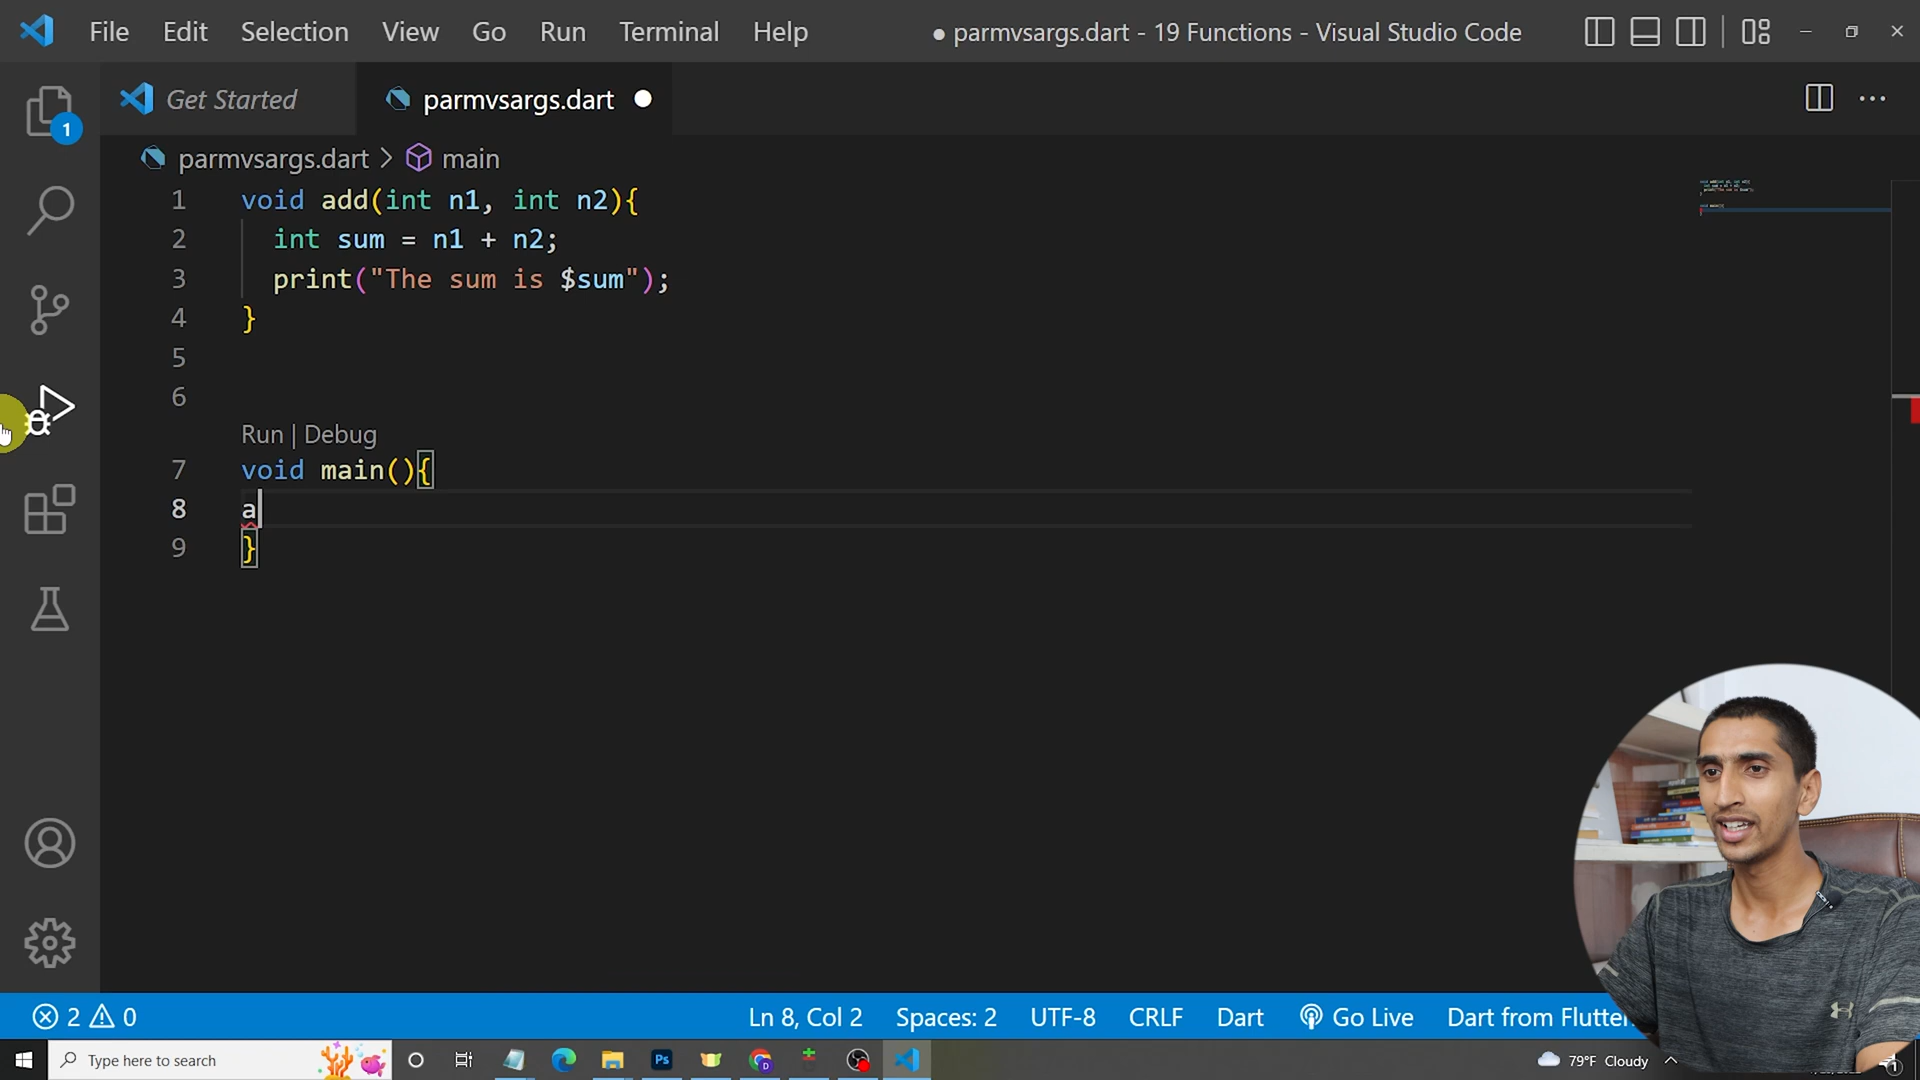 File Edit Selection View Go Run Terminal Help
● parmvsargs.dart - 19 Functions - Visual Studio Code
1
Get Started
parmvsargs.dart ●
parmvsargs.dart > main
1 void add(int n1, int n2){
2 int sum = n1 + n2;
3 print("The sum is $sum");
4 }
5
6
Run | Debug
7 void main(){
8 a
9 }
2 0
Ln 8, Col 2 Spaces: 2 UTF-8 CRLF Dart Go Live Dart from Flutter
Type here to search
Ps
D
79°F Cloudy
1